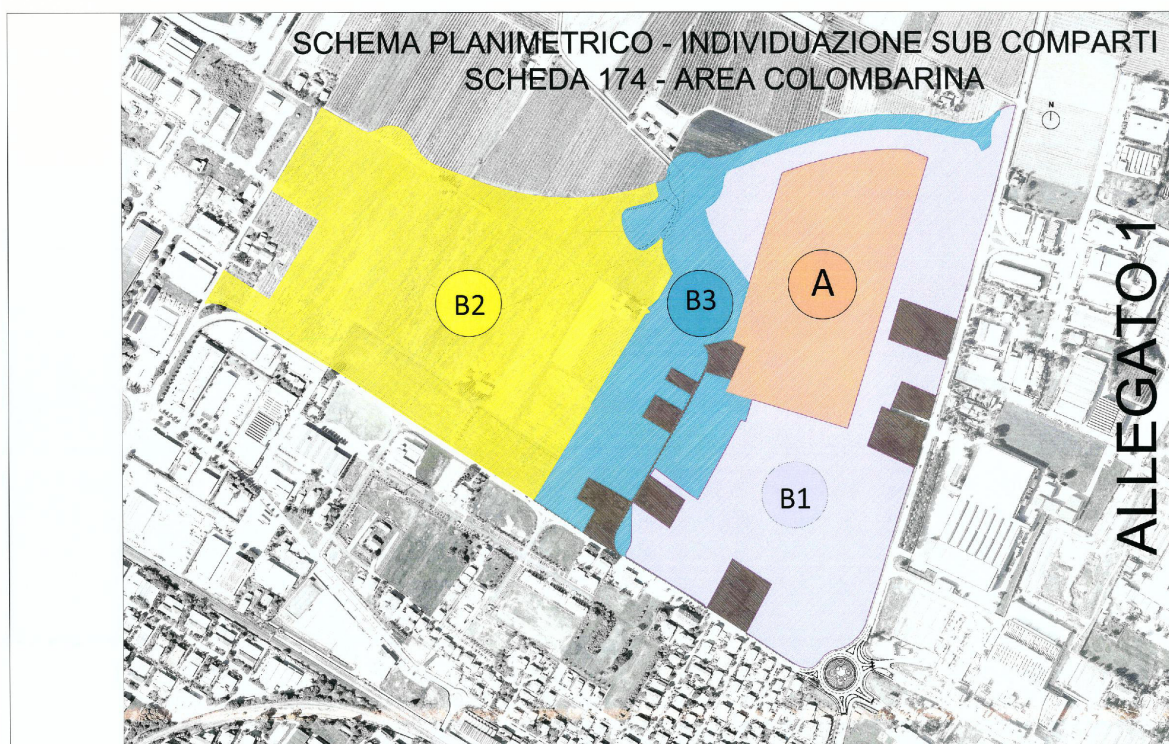 SCHEMA PLANIMETRICO - INDIVIDUAZIONE SUB COMPARTI
SCHEDA 174 - AREA COLOMBARINA
N
A
B2
B3
B1
ALLEGATO 1